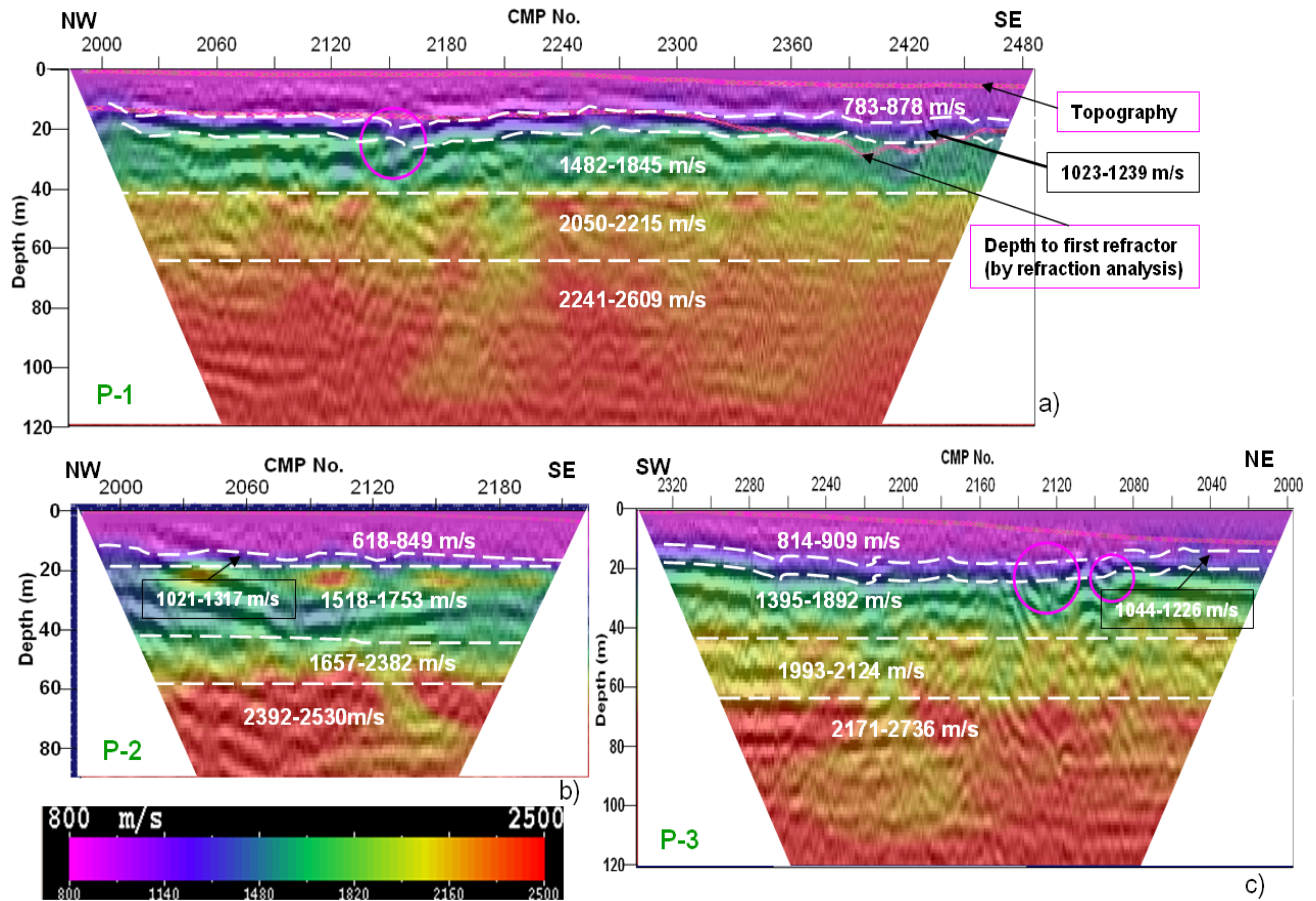 NW
CMP No.
SE
2000 2060 2120 2180 2240 2300 2360 2420 2480
Depth (m)
0
20
40
60
80
100
120
783-878 m/s
1482-1845 m/s
2050-2215 m/s
2241-2609 m/s
Topography
1023-1239 m/s
Depth to first refractor
(by refraction analysis)
P-1
a)
NW
CMP No.
SE
2000 2060 2120 2180
Depth (m)
0
20
40
60
80
618-849 m/s
1021-1317 m/s
1518-1753 m/s
1657-2382 m/s
2392-2530m/s
P-2
b)
SW
CMP No.
NE
2320 2280 2240 2200 2160 2120 2080 2040 2000
Depth (m)
0
20
40
60
80
100
120
814-909 m/s
1395-1892 m/s
1044-1226 m/s
1993-2124 m/s
2171-2736 m/s
P-3
c)
800 m/s 2500
800 1140 1480 1820 2160 2500